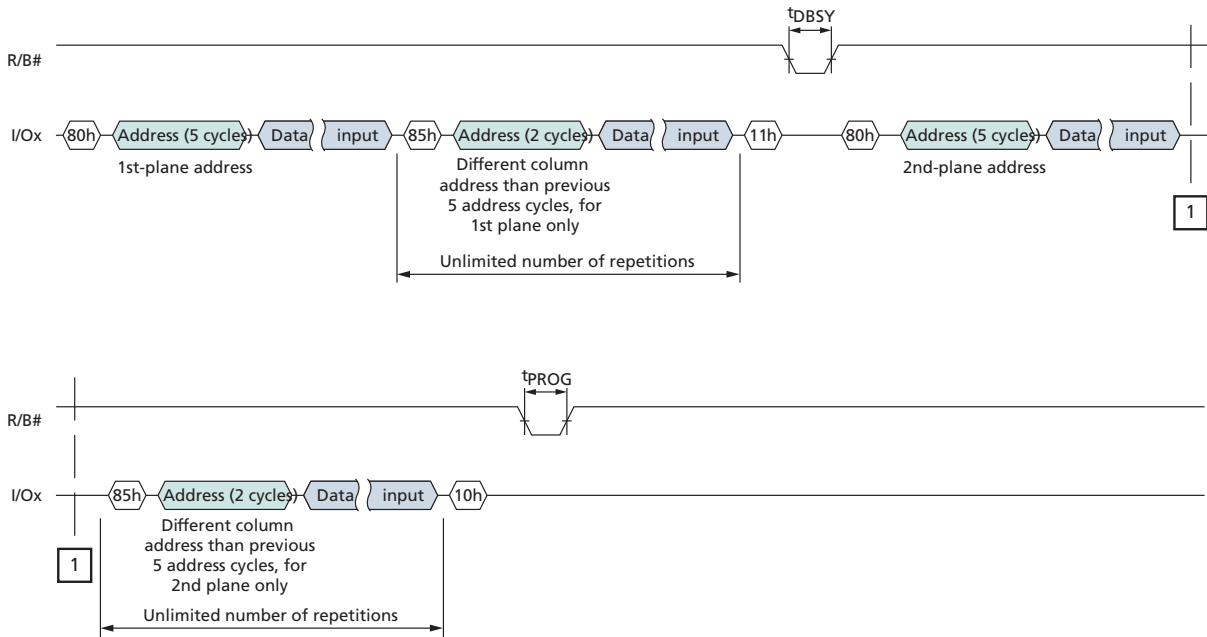 tDBSY
R/B#
I/Ox 80h Address (5 cycles) Data input 85h Address (2 cycles) Data input 11h 80h Address (5 cycles) Data input
1st-plane address
Different column
address than previous
5 address cycles, for
1st plane only
2nd-plane address
1
Unlimited number of repetitions
tPROG
R/B#
I/Ox 85h Address (2 cycles) Data input 10h
Different column
address than previous
5 address cycles, for
2nd plane only
1
Unlimited number of repetitions